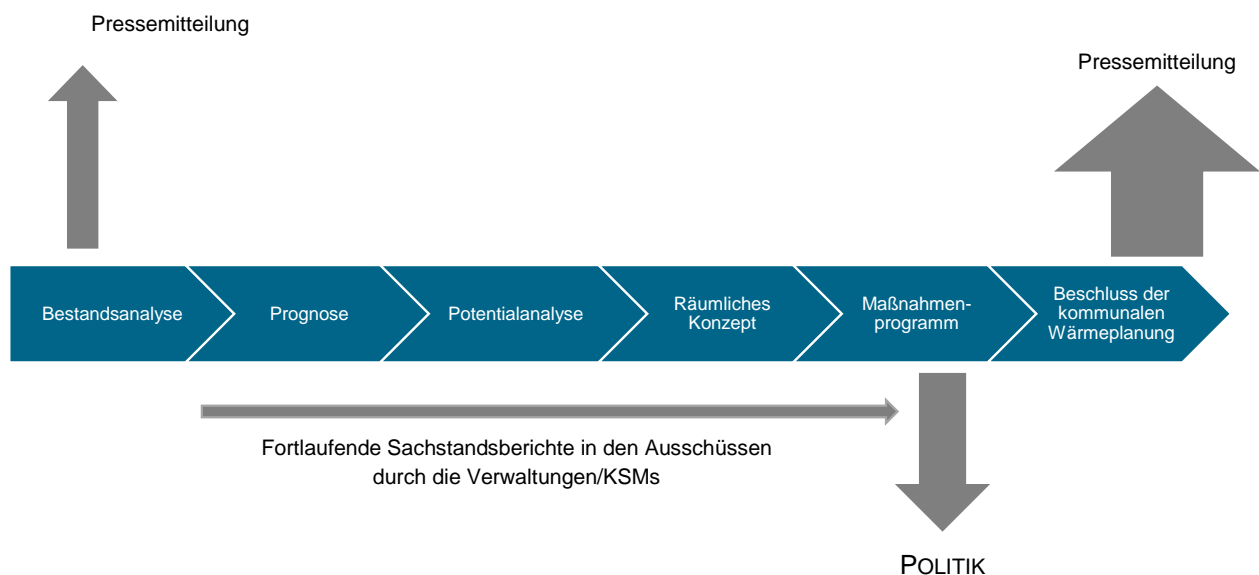 Pressemitteilung
Pressemitteilung
Bestandsanalyse
Prognose
Potentialanalyse
Räumliches
Konzept
Maßnahmen-
programm
Beschluss der
kommunalen
Wärmeplanung
Fortlaufende Sachstandsberichte in den Ausschüssen
durch die Verwaltungen/KSMs
POLITIK